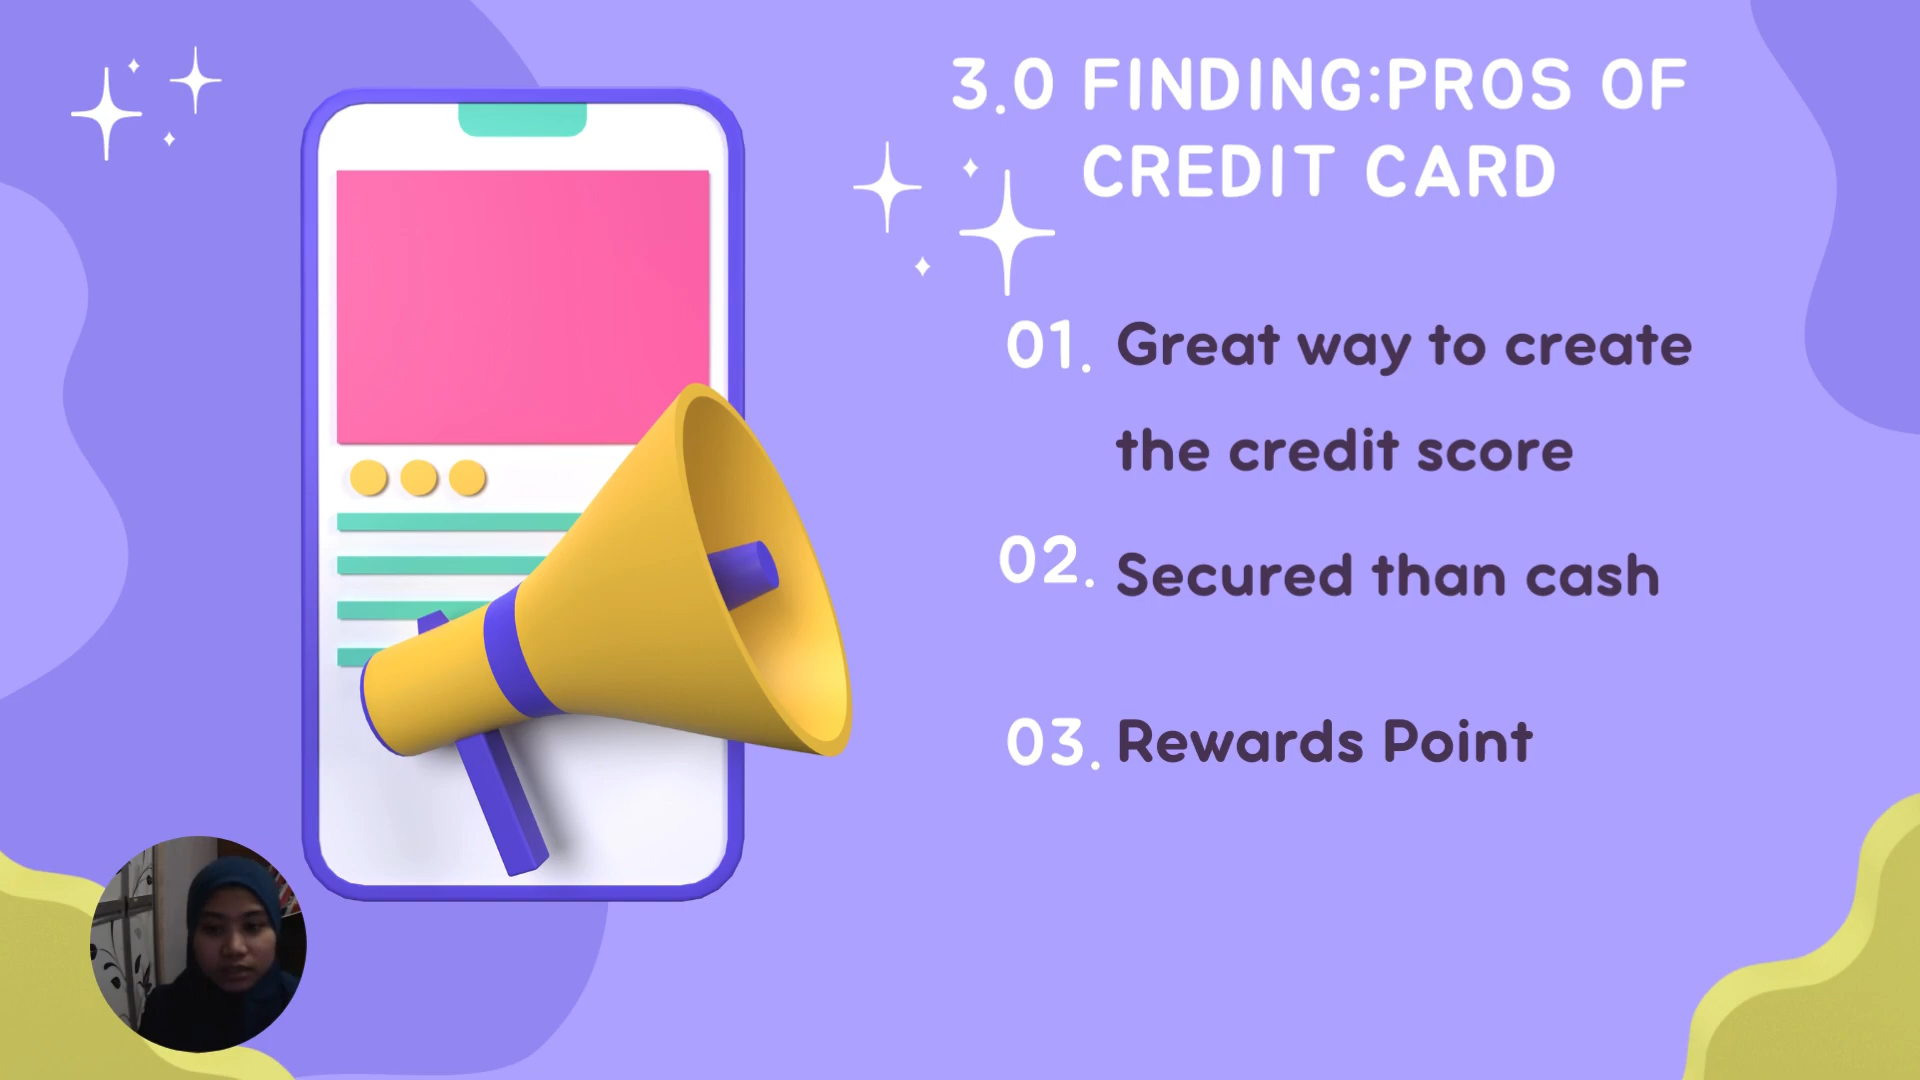 3.0 FINDING:PROS OF
CREDIT CARD
01. Great way to create
the credit score
02. Secured than cash
03. Rewards Point